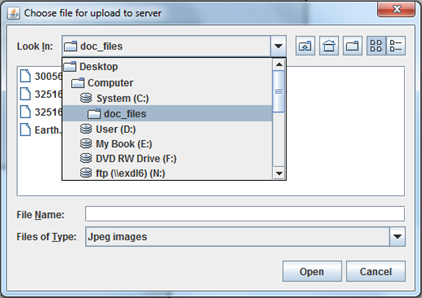 Choose file for upload to server
Look In: doc_files
Desktop
30056
Computer
32516
System (C:)
32516
doc_files
Earth.
User (D:)
My Book (E:)
DVD RW Drive (F:)
ftp (\\exdl6) (N:)
File Name:
Files of Type: Jpeg images
Open Cancel